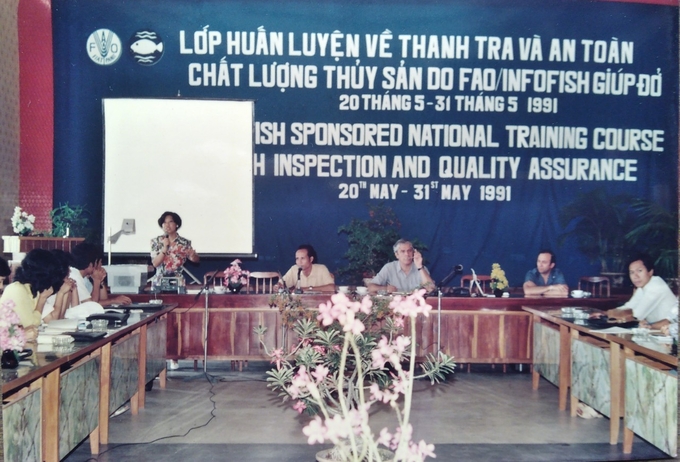 LỚP HUẤN LUYỆN VỀ THANH TRA VÀ AN TOÀN
CHẤT LƯỢNG THỦY SẢN DO FAO/INFOFISH GIÚP ĐỞ
20 THÁNG 5 - 31 THÁNG 5 1991
ISH SPONSORED NATIONAL TRAINING COURSE
H INSPECTION AND QUALITY ASSURANCE
20TH MAY - 31ST MAY 1991